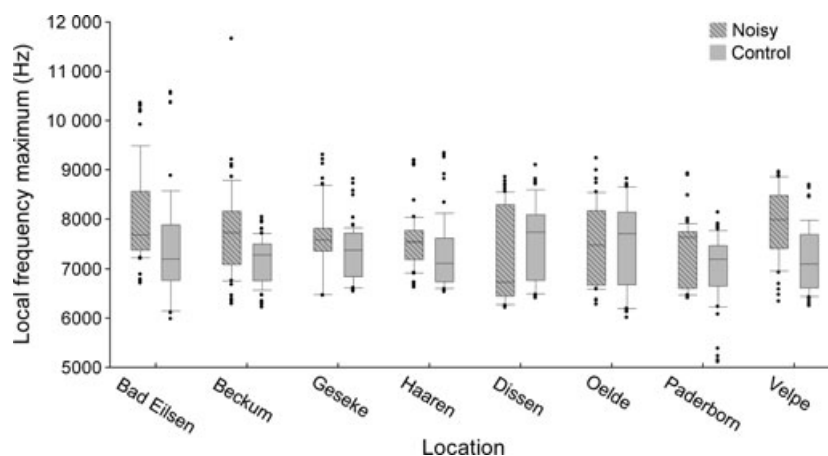 Local frequency maximum (Hz)
12 000
11 000
10 000
9000
8000
7000
6000
5000
Noisy
Control
Bad Eilsen
Beckum
Geseke
Haaren
Dissen
Oelde
Paderborn
Velpe
Location